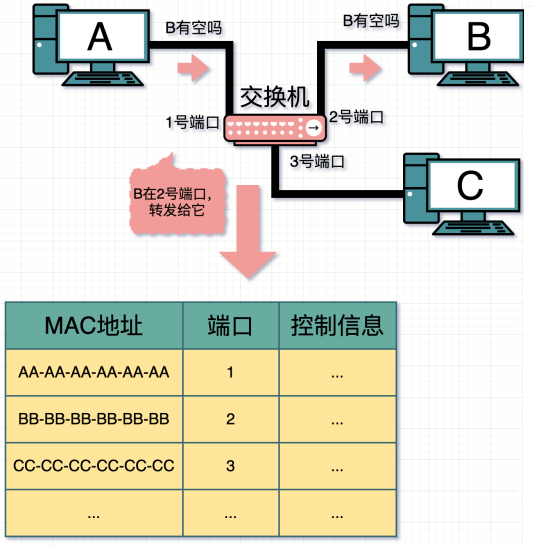 A
B有空吗
B有空吗
B
交换机
1号端口
2号端口
3号端口
C
B在2号端口，
转发给它
MAC地址 端口 控制信息
AA-AA-AA-AA-AA-AA 1 ...
BB-BB-BB-BB-BB-BB 2 ...
CC-CC-CC-CC-CC-CC 3 ...
... ... ...